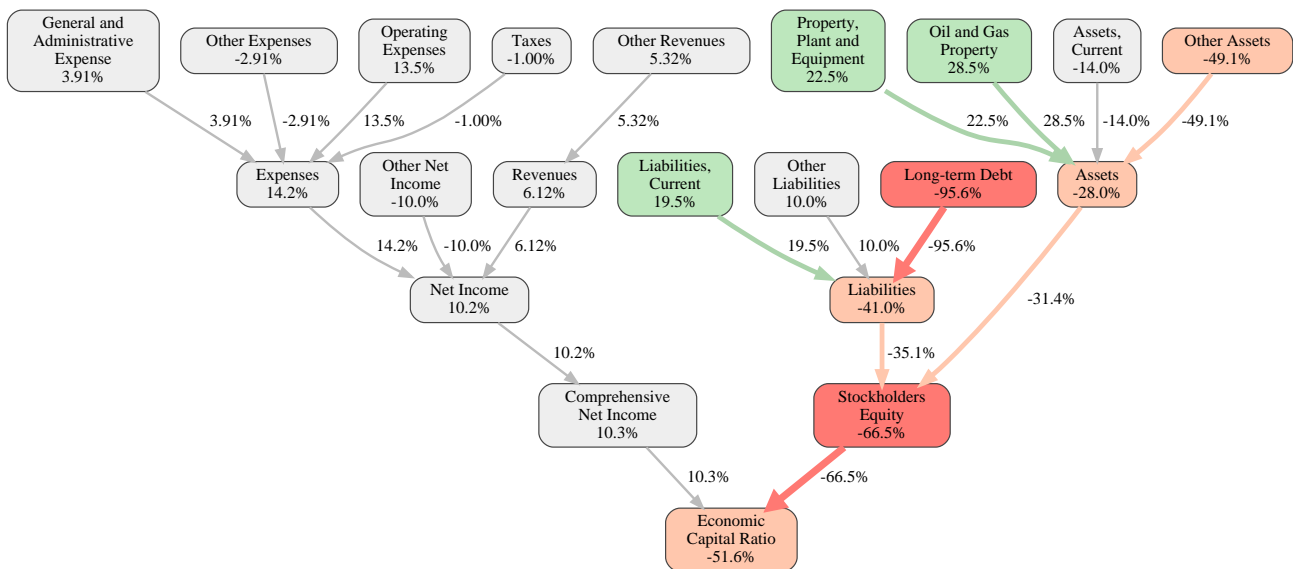 General and
Administrative
Expense
3.91%
Other Expenses
-2.91%
Operating
Expenses
13.5%
Taxes
-1.00%
Other Revenues
5.32%
Property,
Plant and
Equipment
22.5%
Oil and Gas
Property
28.5%
Assets,
Current
-14.0%
Other Assets
-49.1%
3.91%
-2.91%
13.5%
-1.00%
5.32%
22.5%
28.5%
-14.0%
-49.1%
Expenses
14.2%
Other Net
Income
-10.0%
Revenues
6.12%
Liabilities,
Current
19.5%
Other
Liabilities
10.0%
Long-term Debt
-95.6%
Assets
-28.0%
14.2%
-10.0%
6.12%
19.5%
10.0%
-95.6%
Net Income
10.2%
Liabilities
-41.0%
-31.4%
10.2%
-35.1%
Comprehensive
Net Income
10.3%
Stockholders
Equity
-66.5%
10.3%
-66.5%
Economic
Capital Ratio
-51.6%